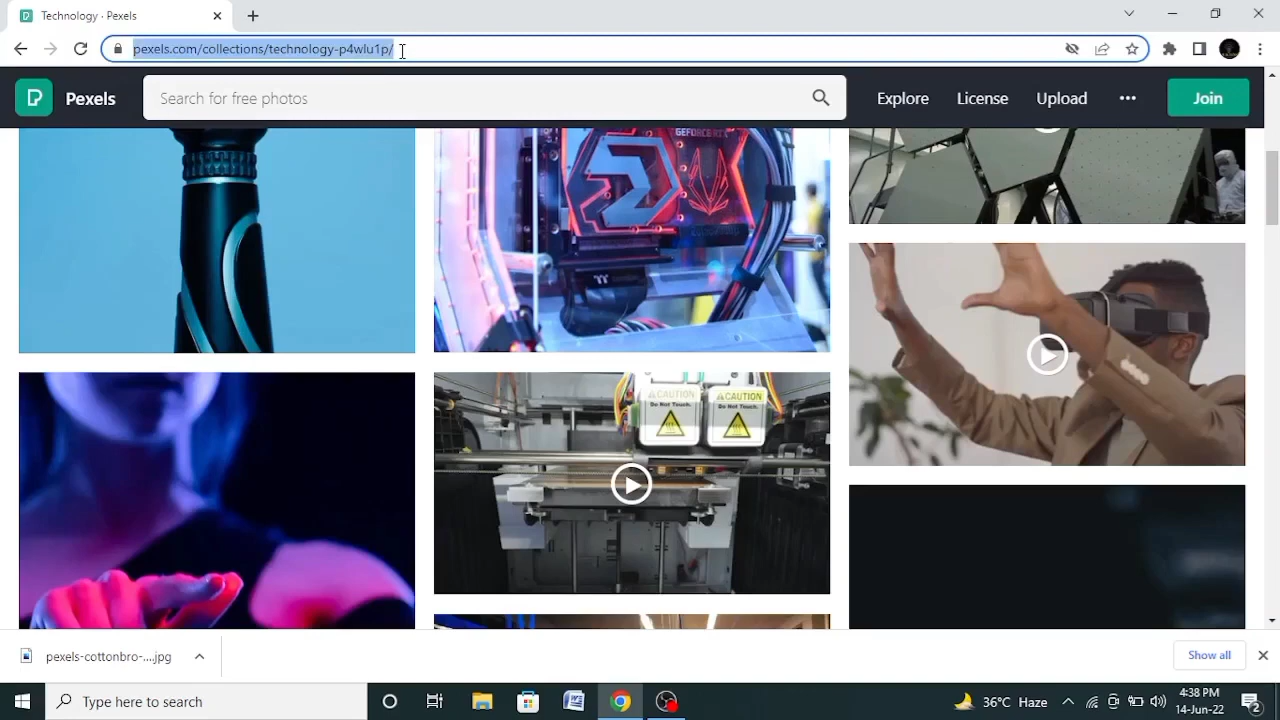 Technology · Pexels
pexels.com/collections/technology-p4wlu1p/
Pexels
Search for free photos
Explore
License
Upload
Join
GEFORCE RTX
CAUTION
Do Not Touch.
CAUTION
Do Not Touch.
pexels-cottonbro-....jpg
Show all
Type here to search
36°C Haze
4:38 PM
14-Jun-22
2